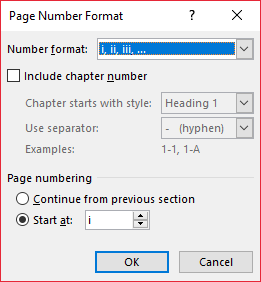 Page Number Format
Number format: i, ii, iii, ...
Include chapter number
Chapter starts with style: Heading 1
Use separator: - (hyphen)
Examples: 1-1, 1-A
Page numbering
Continue from previous section
Start at: i
OK Cancel